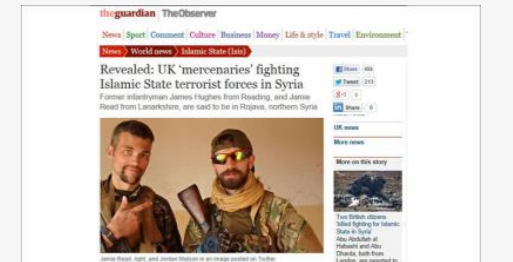 theguardian TheObserver
News Sport Comment Culture Business Money Life & style Travel Environment
News World news Islamic State (Isis)
Revealed: UK 'mercenaries' fighting
Islamic State terrorist forces in Syria
Former infantryman James Hughes from Reading, and Jamie
Read from Lanarkshire, are said to be in Rojava, northern Syria
Jamie Read, right, and Jordan Matson in an image posted on Twitter
Share
Tweet 213
Share 6
UK news
More news
More on this story
Two British citizens
killed fighting for Islamic
State in Syria
Abu Abdullah al
Habashi and Abu
Dharda, both from
London, are reported to